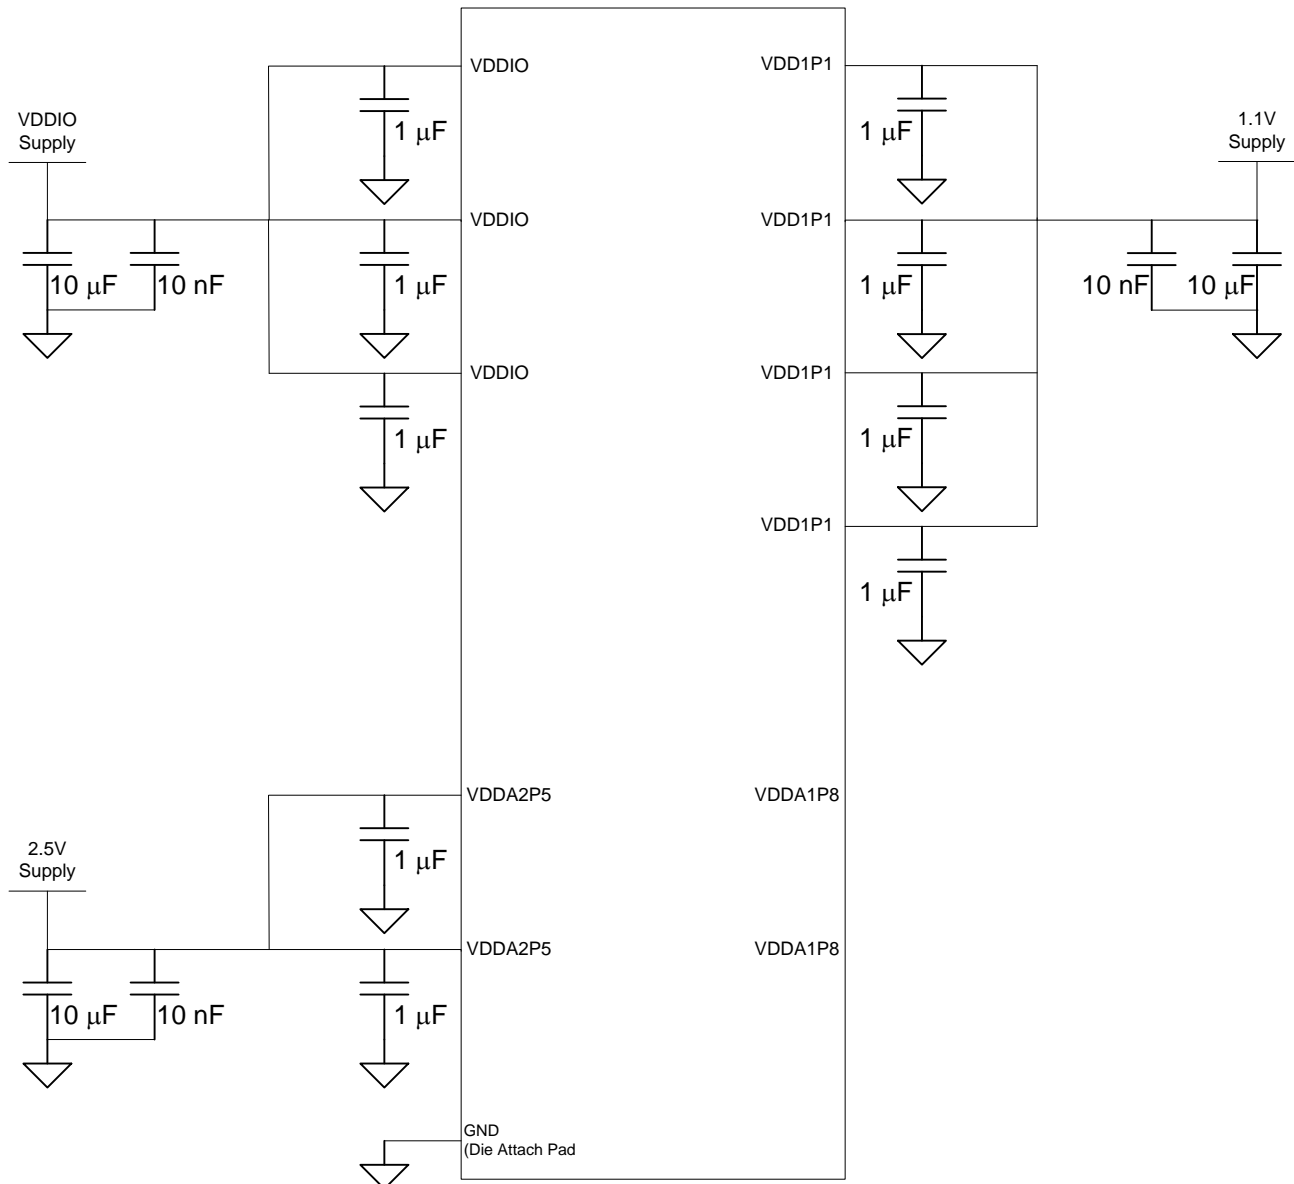 VDDIO
VDD1P1
VDDIO
Supply
1 μF
1 μF
1.1V
Supply
VDDIO
VDD1P1
10 μF
10 nF
1 μF
1 μF
10 nF
10 μF
VDDIO
VDD1P1
1 μF
1 μF
VDD1P1
1 μF
VDDA2P5
VDDA1P8
2.5V
Supply
1 μF
VDDA2P5
VDDA1P8
10 μF
10 nF
1 μF
GND
(Die Attach Pad